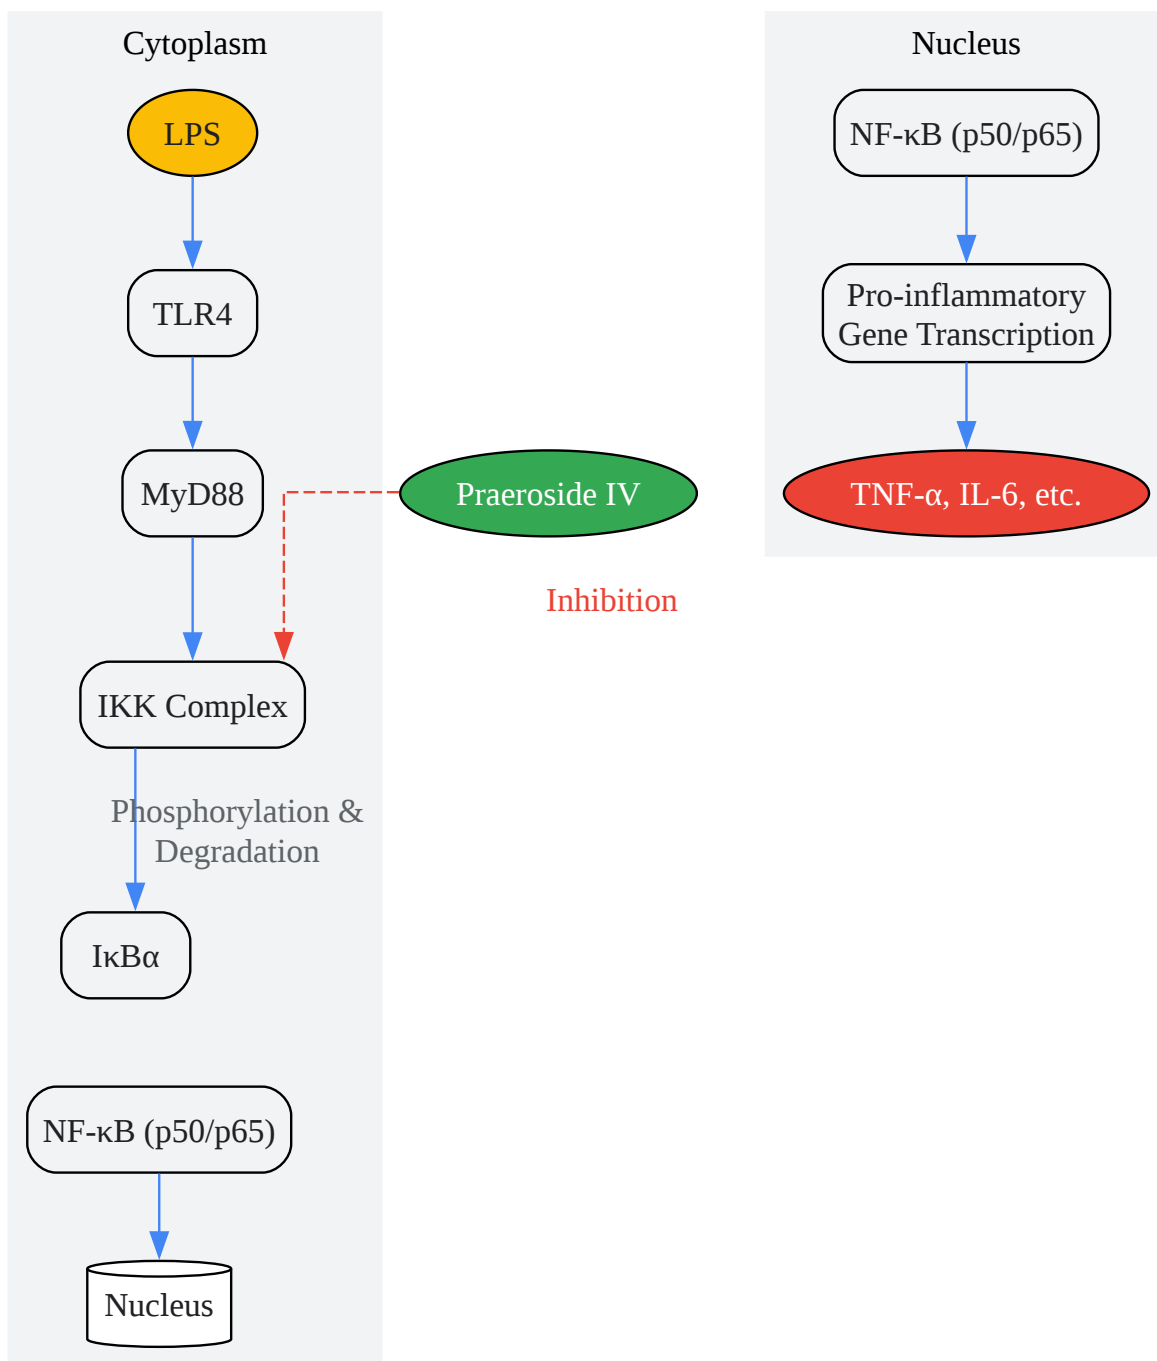 Cytoplasm
LPS
TLR4
MyD88
IKK Complex
Phosphorylation &
Degradation
IκBα
NF-κB (p50/p65)
Nucleus
Praeroside IV
Inhibition
Nucleus
NF-κB (p50/p65)
Pro-inflammatory
Gene Transcription
TNF-α, IL-6, etc.